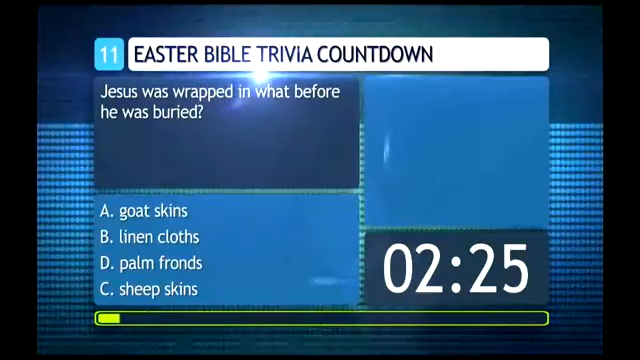 11 EASTER BIBLE TRIVIA COUNTDOWN
Jesus was wrapped in what before
he was buried?
A. goat skins
B. linen cloths
D. palm fronds
C. sheep skins
02:25